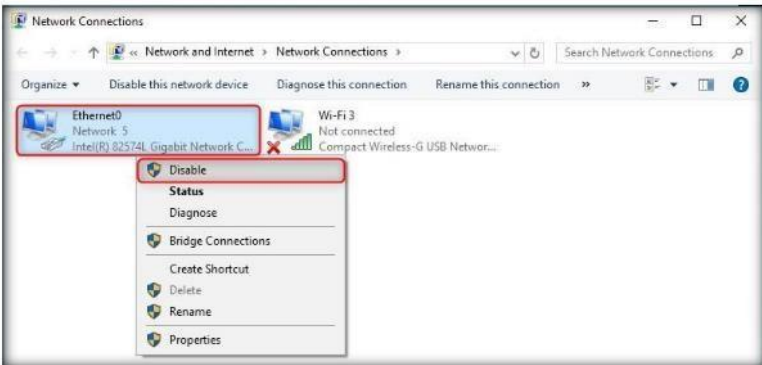 Network Connections
« Network and Internet > Network Connections >
Search Network Connections
Organize ▾ Disable this network device Diagnose this connection Rename this connection »
Ethernet0
Network 5
Intel(R) 82574L Gigabit Network C...
Wi-Fi 3
Not connected
Compact Wireless-G USB Networ...
Disable
Status
Diagnose
Bridge Connections
Create Shortcut
Delete
Rename
Properties